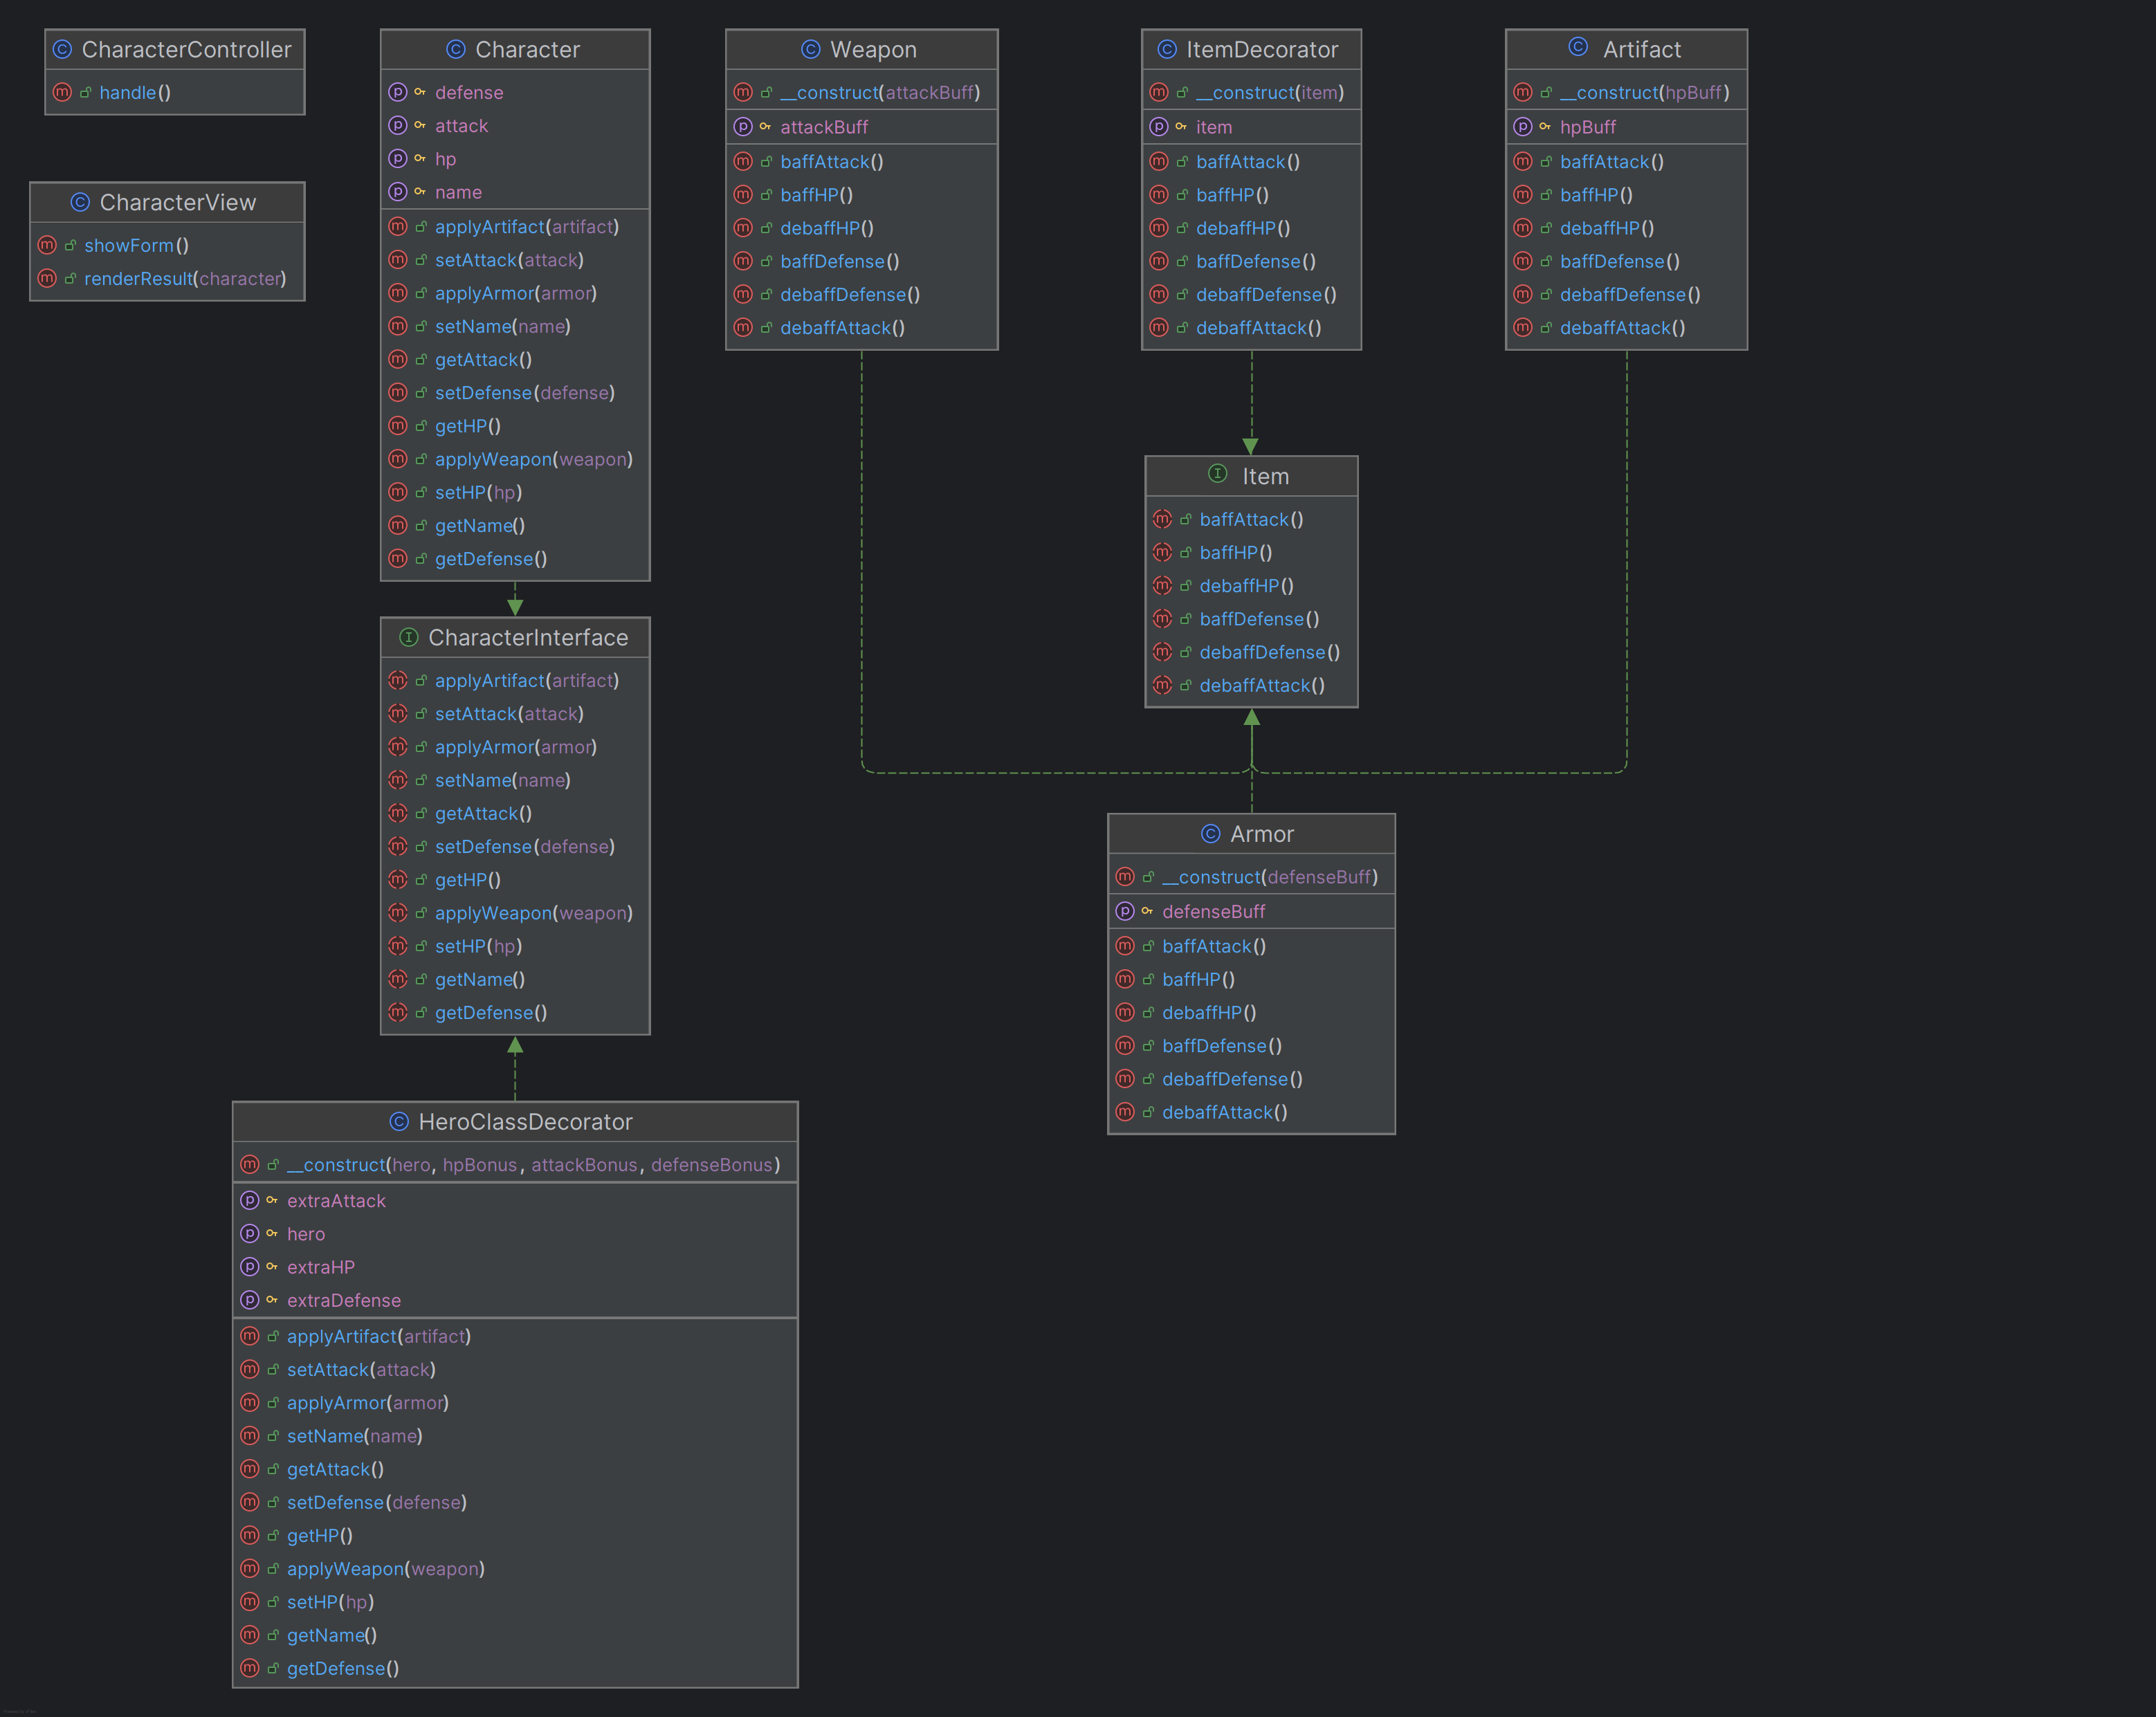 CharacterController
handle()
CharacterView
showForm()
renderResult(character)
Character
defense
attack
hp
name
applyArtifact(artifact)
setAttack(attack)
applyArmor(armor)
setName(name)
getAttack()
setDefense(defense)
getHP()
applyWeapon(weapon)
setHP(hp)
getName()
getDefense()
CharacterInterface
applyArtifact(artifact)
setAttack(attack)
applyArmor(armor)
setName(name)
getAttack()
setDefense(defense)
getHP()
applyWeapon(weapon)
setHP(hp)
getName()
getDefense()
HeroClassDecorator
__construct(hero, hpBonus, attackBonus, defenseBonus)
extraAttack
hero
extraHP
extraDefense
applyArtifact(artifact)
setAttack(attack)
applyArmor(armor)
setName(name)
getAttack()
setDefense(defense)
getHP()
applyWeapon(weapon)
setHP(hp)
getName()
getDefense()
Weapon
__construct(attackBuff)
attackBuff
baffAttack()
baffHP()
debaffHP()
baffDefense()
debaffDefense()
debaffAttack()
ItemDecorator
__construct(item)
item
baffAttack()
baffHP()
debaffHP()
baffDefense()
debaffDefense()
debaffAttack()
Artifact
__construct(hpBuff)
hpBuff
baffAttack()
baffHP()
debaffHP()
baffDefense()
debaffDefense()
debaffAttack()
Item
baffAttack()
baffHP()
debaffHP()
baffDefense()
debaffDefense()
debaffAttack()
Armor
__construct(defenseBuff)
defenseBuff
baffAttack()
baffHP()
debaffHP()
baffDefense()
debaffDefense()
debaffAttack()